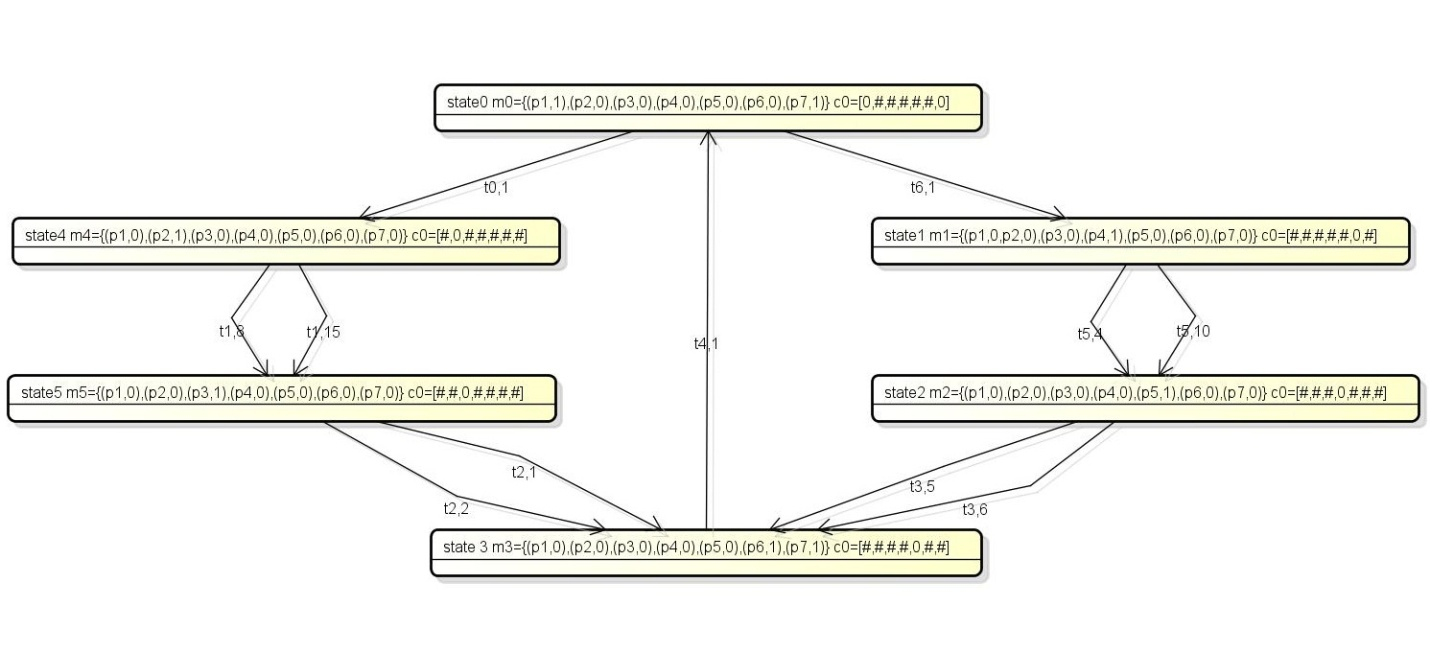 state0 m0={(p1,1),(p2,0),(p3,0),(p4,0),(p5,0),(p6,0),(p7,1)} c0=[0,#,#,#,#,#,0]
t0,1
t6,1
state4 m4={(p1,0),(p2,1),(p3,0),(p4,0),(p5,0),(p6,0),(p7,0)} c0=[#,0,#,#,#,#,#]
state1 m1={(p1,0,p2,0),(p3,0),(p4,1),(p5,0),(p6,0),(p7,0)} c0=[#,#,#,#,#,0,#]
t1,8
t1,15
t4,1
t5,4
t5,10
state5 m5={(p1,0),(p2,0),(p3,1),(p4,0),(p5,0),(p6,0),(p7,0)} c0=[#,#,0,#,#,#,#]
state2 m2={(p1,0),(p2,0),(p3,0),(p4,0),(p5,1),(p6,0),(p7,0)} c0=[#,#,#,0,#,#,#]
t2,1
t2,2
t3,5
t3,6
state 3 m3={(p1,0),(p2,0),(p3,0),(p4,0),(p5,0),(p6,1),(p7,1)} c0=[#,#,#,#,0,#,#]